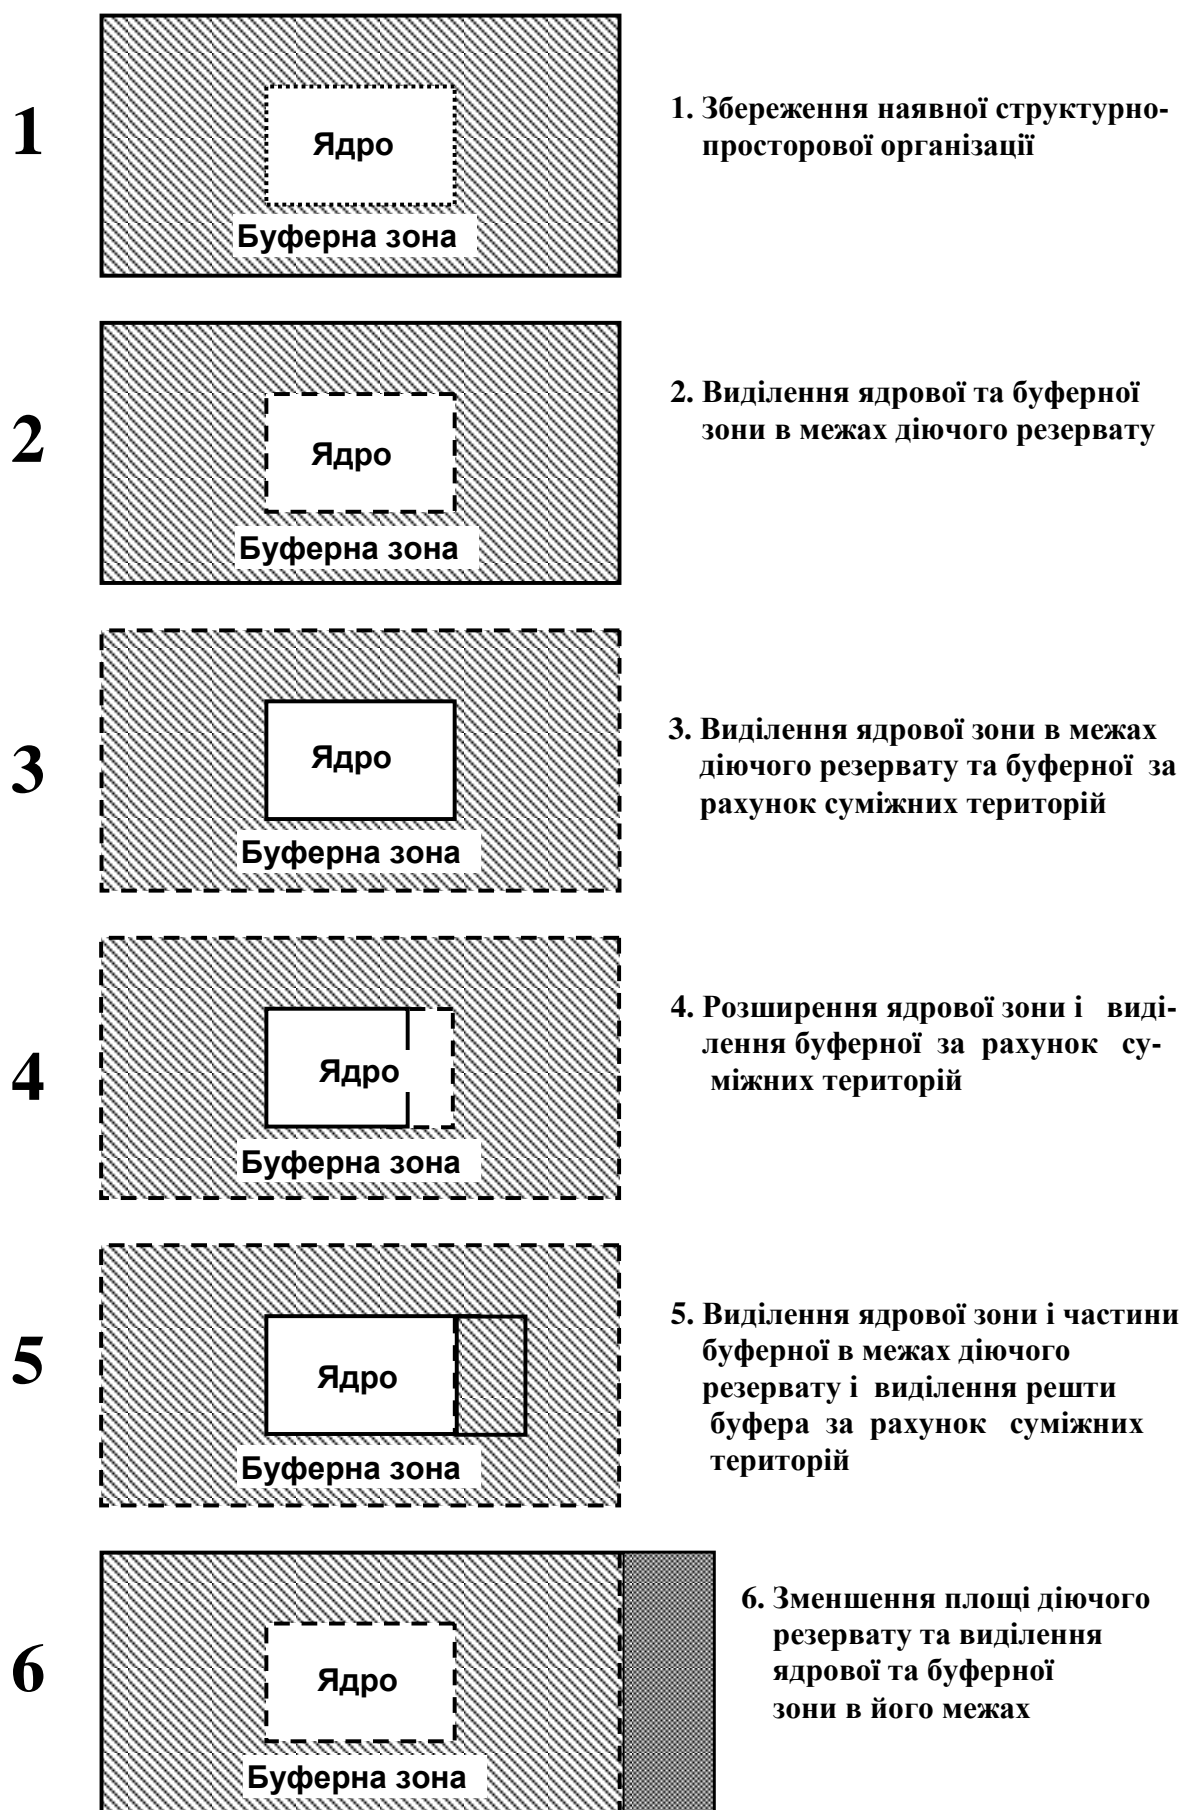 1
Ядро
Буферна зона
1. Збереження наявної структурно-
просторової організації
2
Ядро
Буферна зона
2. Виділення ядрової та буферної
зони в межах діючого резервату
3
Ядро
Буферна зона
3. Виділення ядрової зони в межах
діючого резервату та буферної за
рахунок суміжних територій
4
Ядро
Буферна зона
4. Розширення ядрової зони і виді-
лення буферної за рахунок су-
міжних територій
5
Ядро
Буферна зона
5. Виділення ядрової зони і частини
буферної в межах діючого
резервату і виділення решти
буфера за рахунок суміжних
територій
6
Ядро
Буферна зона
6. Зменшення площі діючого
резервату та виділення
ядрової та буферної
зони в його межах